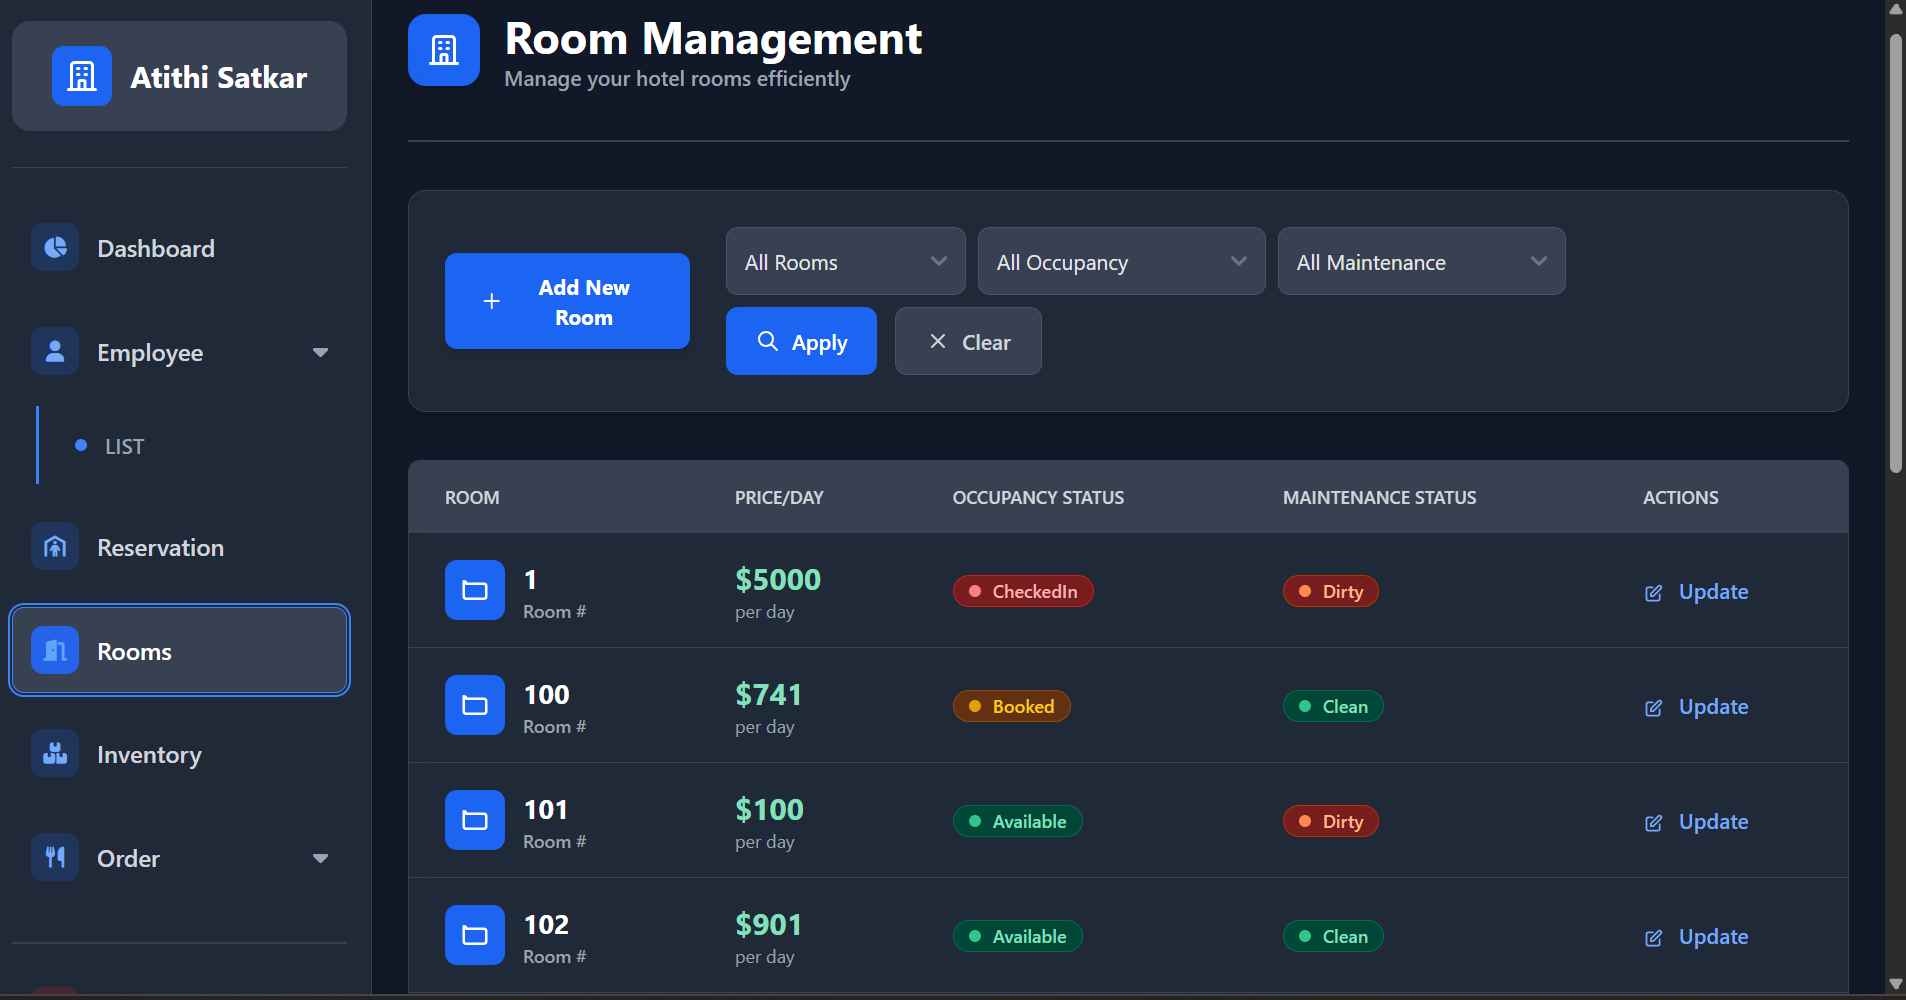 Atithi Satkar
Dashboard
Employee
LIST
Reservation
Rooms
Inventory
Order
Room Management
Manage your hotel rooms efficiently
Add New
Room
All Rooms
All Occupancy
All Maintenance
Apply
Clear
ROOM PRICE/DAY OCCUPANCY STATUS MAINTENANCE STATUS ACTIONS
1 $5000 CheckedIn Dirty Update
Room # per day
100 $741 Booked Clean Update
Room # per day
101 $100 Available Dirty Update
Room # per day
102 $901 Available Clean Update
Room # per day